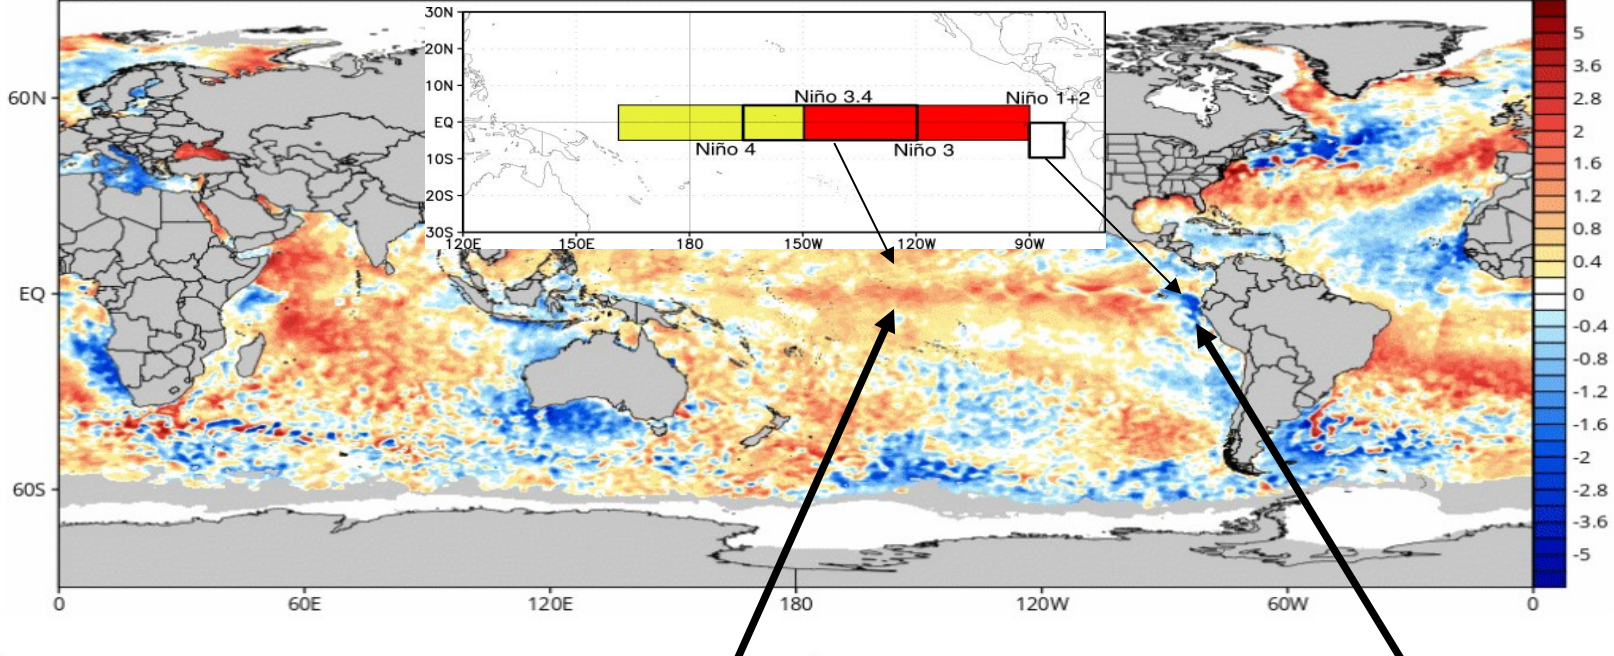 30N
20N
10N
EQ
10S
20S
30S
120E 150E 180 150W 120W 90W
Niño 3.4 Niño 1+2
Niño 4 Niño 3
60N
EQ
60S
0 60E 120E 180 120W 60W 0
5
3.6
2.8
2
1.6
1.2
0.8
0.4
0
-0.4
-0.8
-1.2
-1.6
-2
-2.8
-3.6
-5